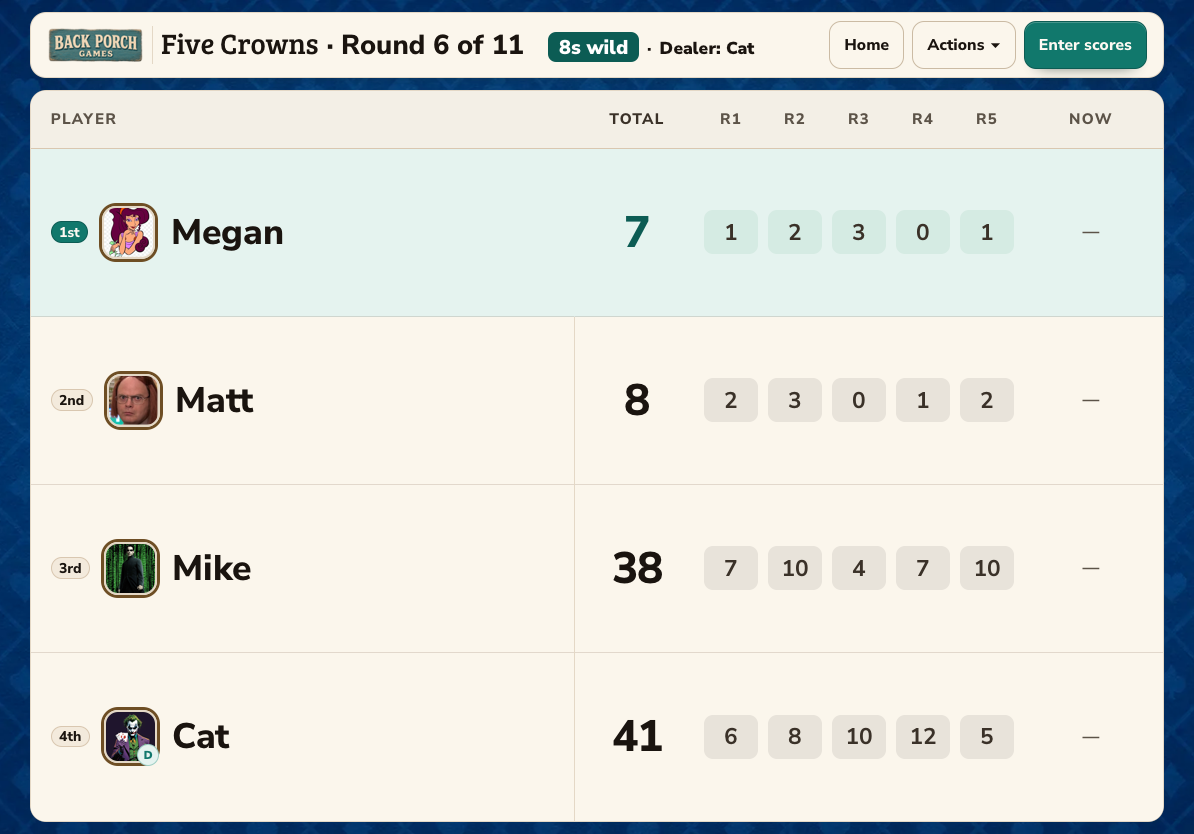 BACK PORCH
GAMES
Five Crowns · Round 6 of 11
8s wild · Dealer: Cat
Home
Actions
Enter scores
PLAYER TOTAL R1 R2 R3 R4 R5 NOW
1st Megan 7 1 2 3 0 1 —
2nd Matt 8 2 3 0 1 2 —
3rd Mike 38 7 10 4 7 10 —
4th D Cat 41 6 8 10 12 5 —